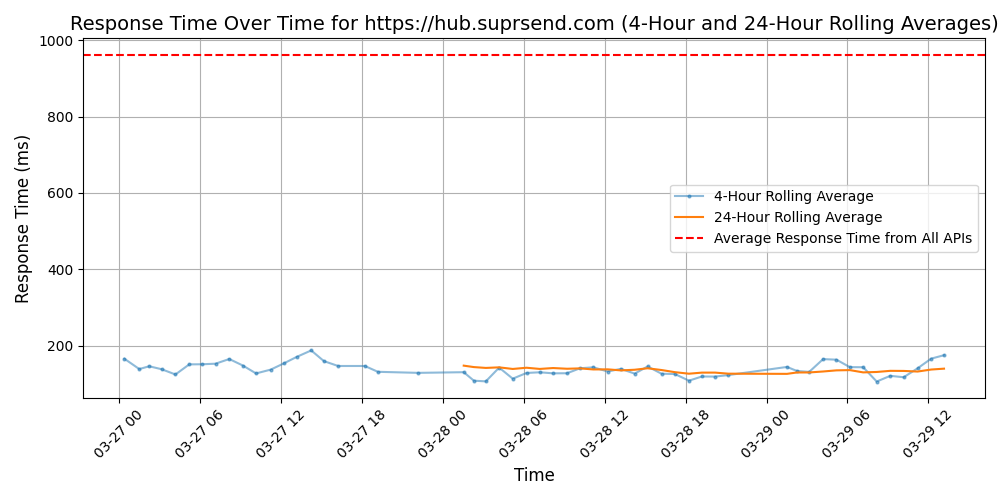 Response Time Over Time for https://hub.suprsend.com (4-Hour and 24-Hour Rolling Averages)
Response Time (ms)
1000
800
600
400
200
4-Hour Rolling Average
24-Hour Rolling Average
Average Response Time from All APIs
03-27 00
03-27 06
03-27 12
03-27 18
03-28 00
03-28 06
03-28 12
03-28 18
03-29 00
03-29 06
03-29 12
Time